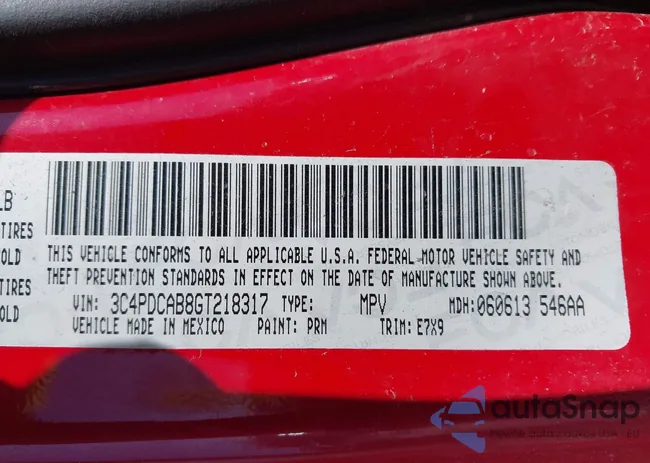 LB
TIRES
OLD
TIRES
OLD
THIS VEHICLE CONFORMS TO ALL APPLICABLE U.S.A. FEDERAL MOTOR VEHICLE SAFETY AND
THEFT PREVENTION STANDARDS IN EFFECT ON THE DATE OF MANUFACTURE SHOWN ABOVE.
VIN: 3C4PDCAB8GT218317 TYPE: MPV MDH: 060613 546AA
VEHICLE MADE IN MEXICO PAINT: PRM TRIM: E7X9
autoSnap